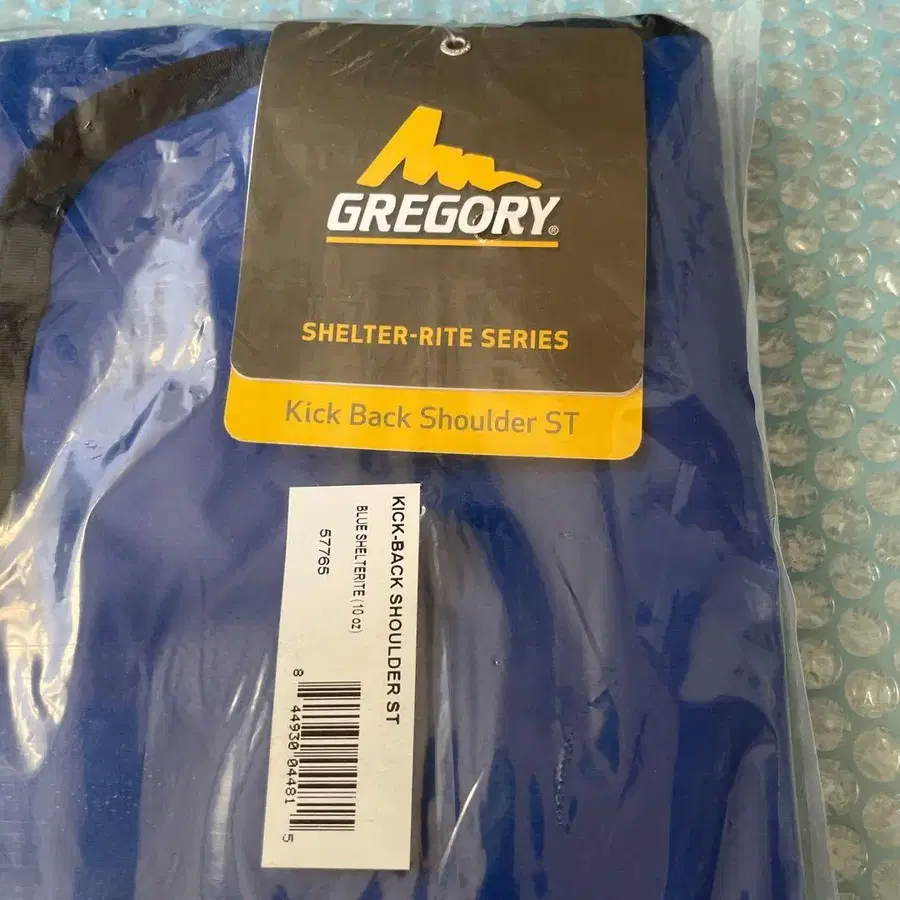 GREGORY®
SHELTER-RITE SERIES
Kick Back Shoulder ST
KICK-BACK SHOULDER ST
BLUE SHELTERITE (10 oz)
57765
8 44930 04481 5